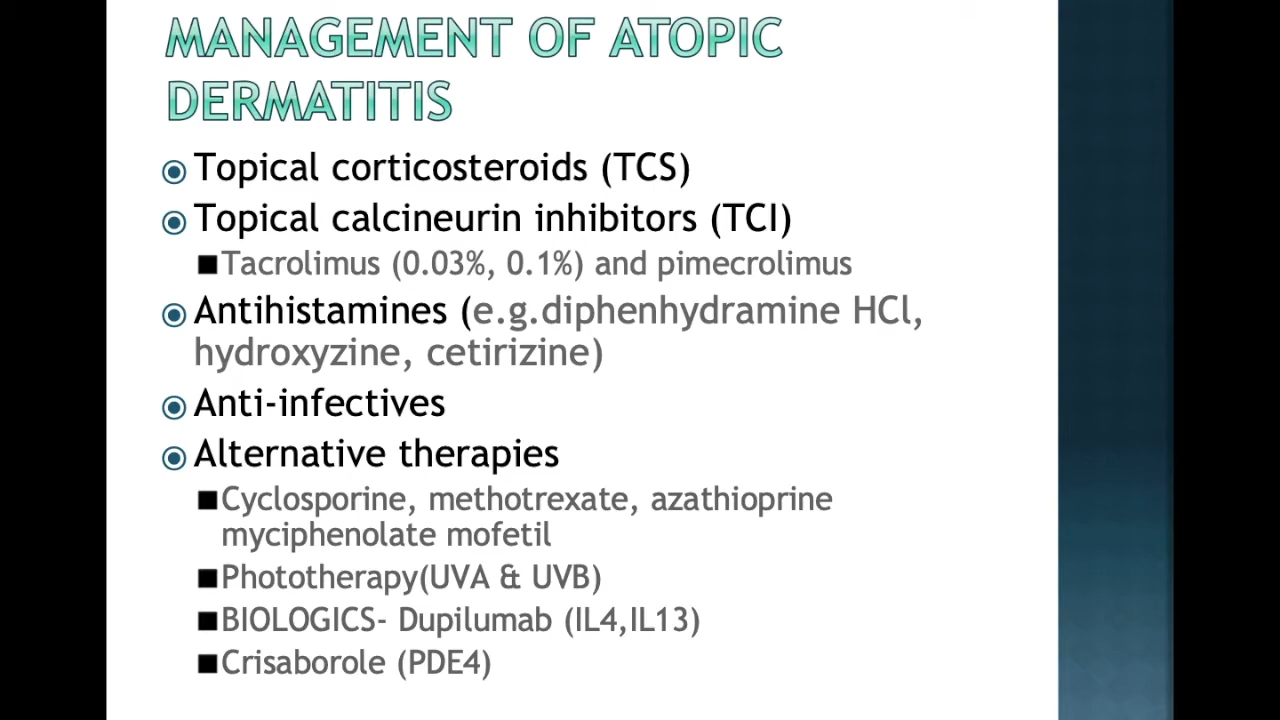 MANAGEMENT OF ATOPIC
DERMATITIS
Topical corticosteroids (TCS)
Topical calcineurin inhibitors (TCI)
Tacrolimus (0.03%, 0.1%) and pimecrolimus
Antihistamines (e.g.diphenhydramine HCl,
hydroxyzine, cetirizine)
Anti-infectives
Alternative therapies
Cyclosporine, methotrexate, azathioprine
myciphenolate mofetil
Phototherapy(UVA & UVB)
BIOLOGICS- Dupilumab (IL4,IL13)
Crisaborole (PDE4)